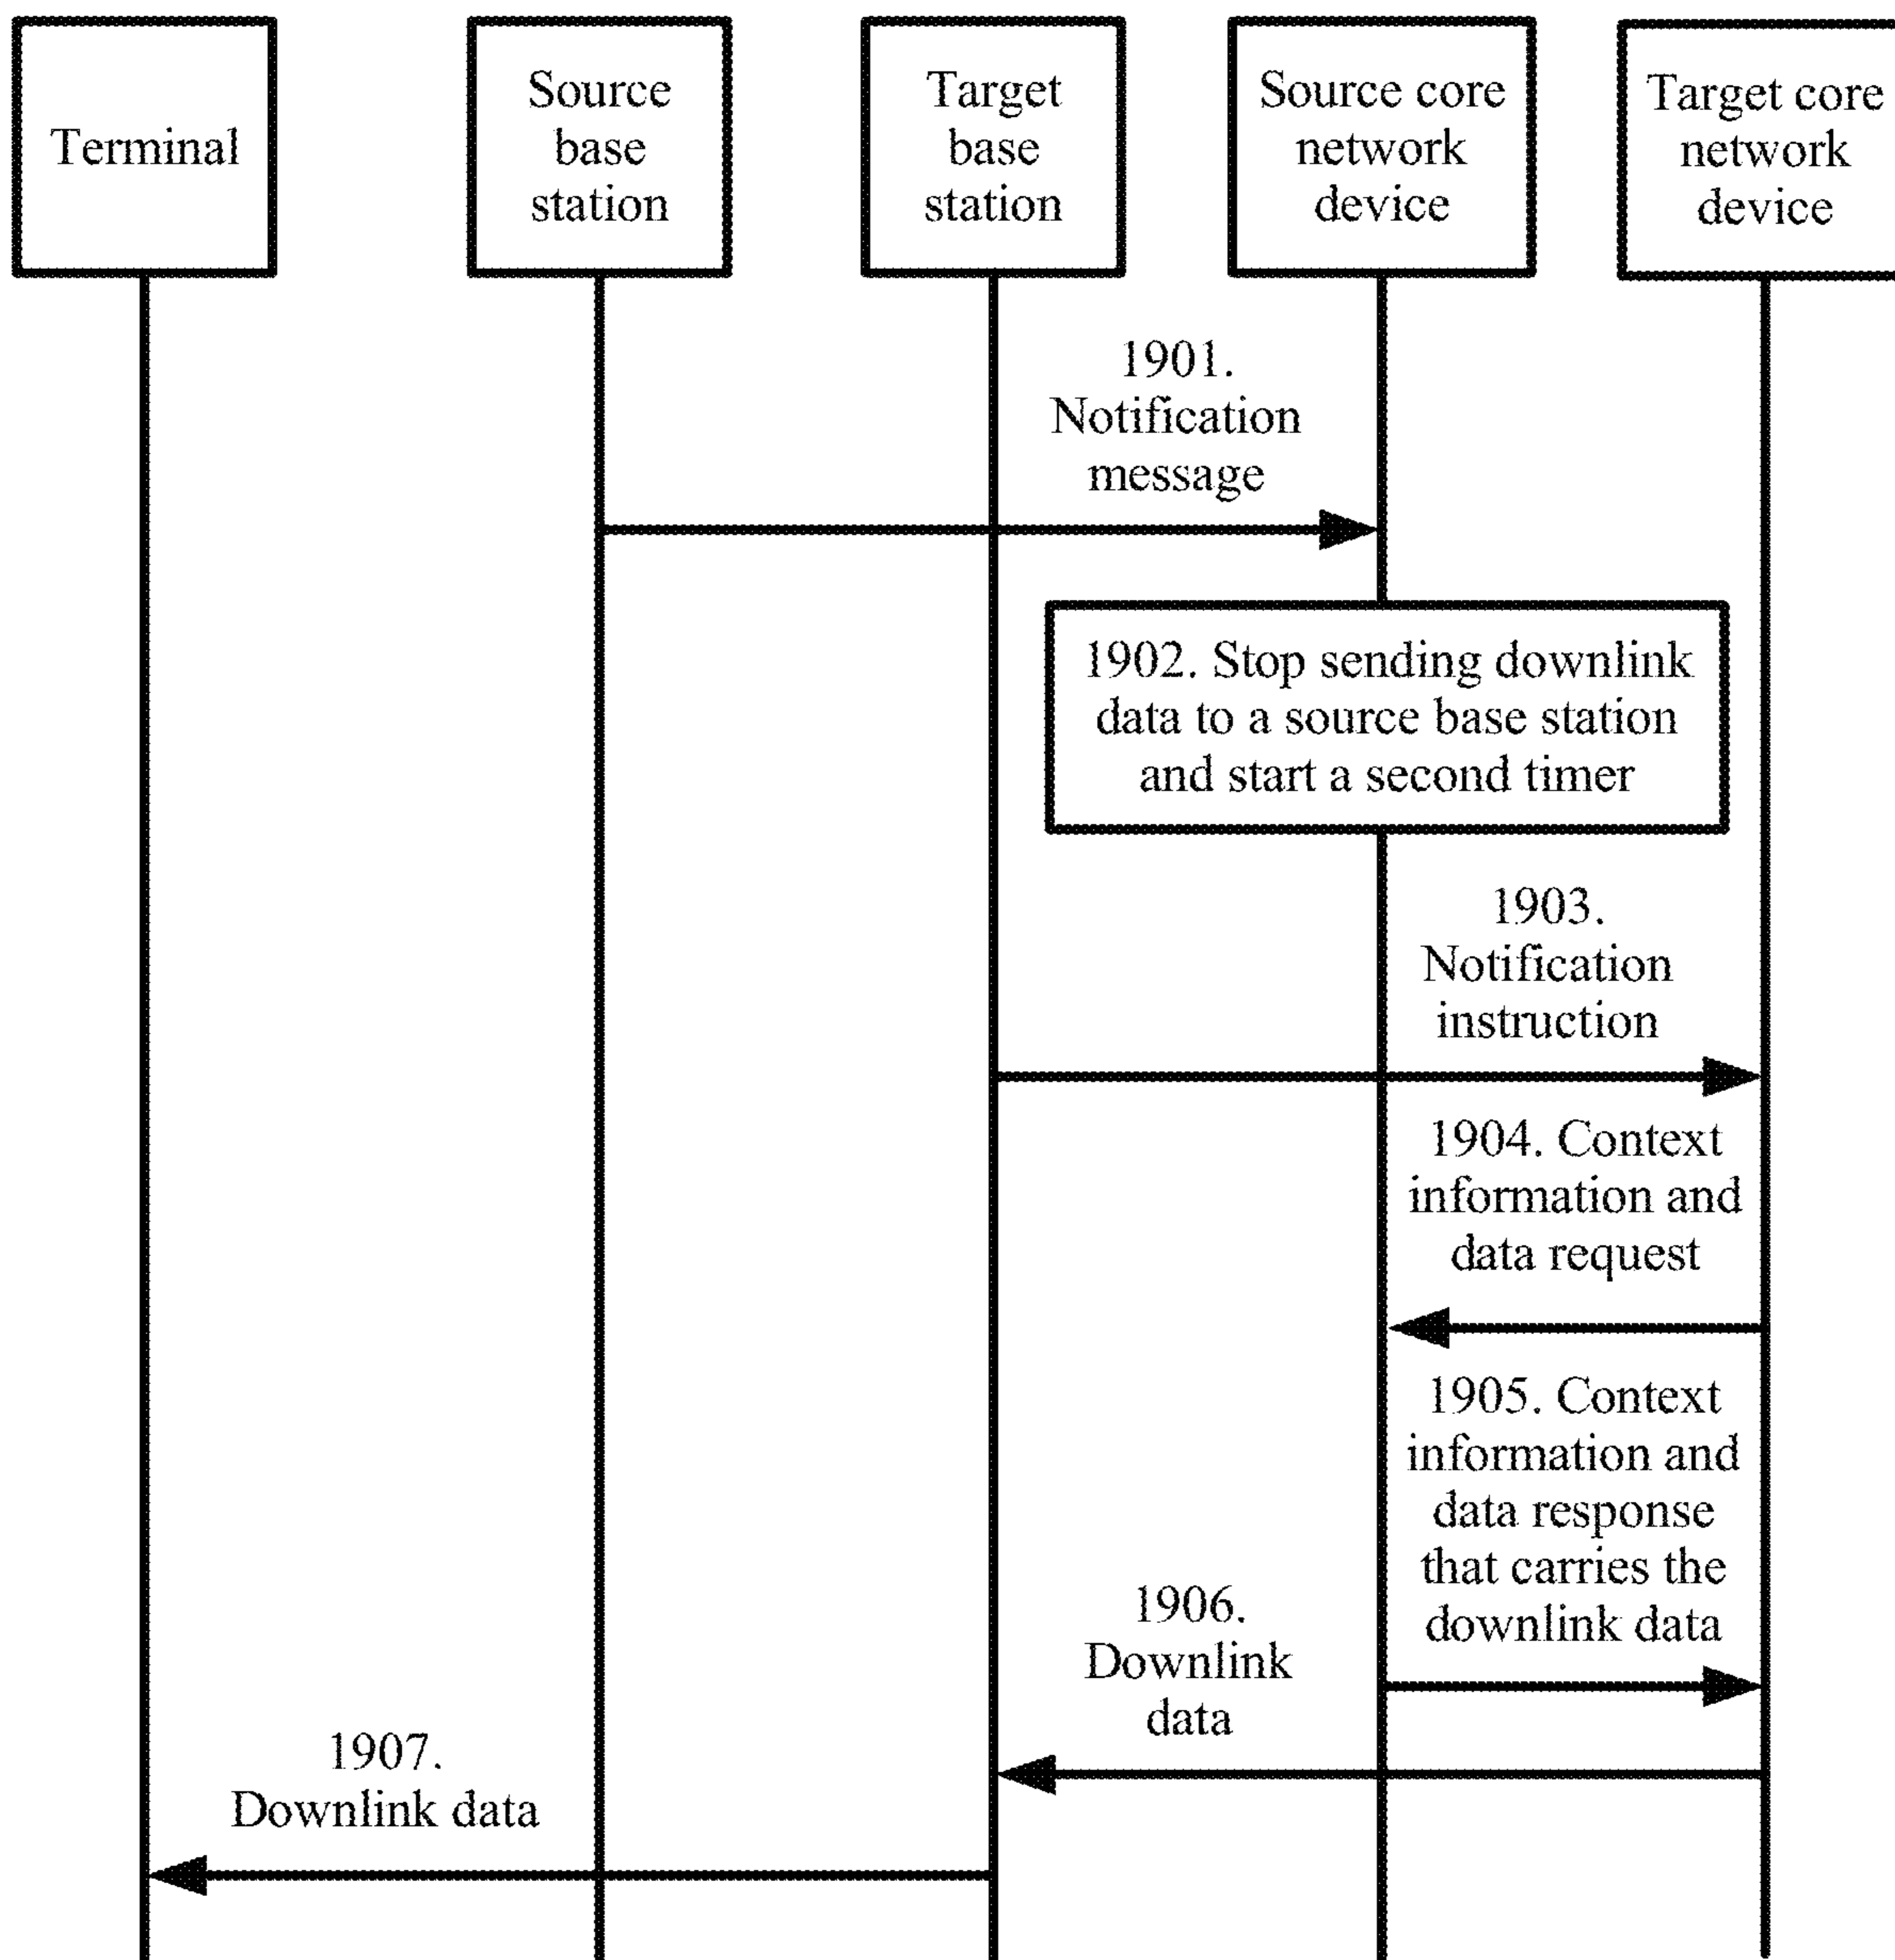 Terminal
Source
base
station
Target
base
station
Source core
network
device
Target core
network
device
1901.
Notification
message
1902. Stop sending downlink
data to a source base station
and start a second timer
1903.
Notification
instruction
1904. Context
information and
data request
1905. Context
information and
data response
that carries the
downlink data
1906.
Downlink
data
1907.
Downlink data